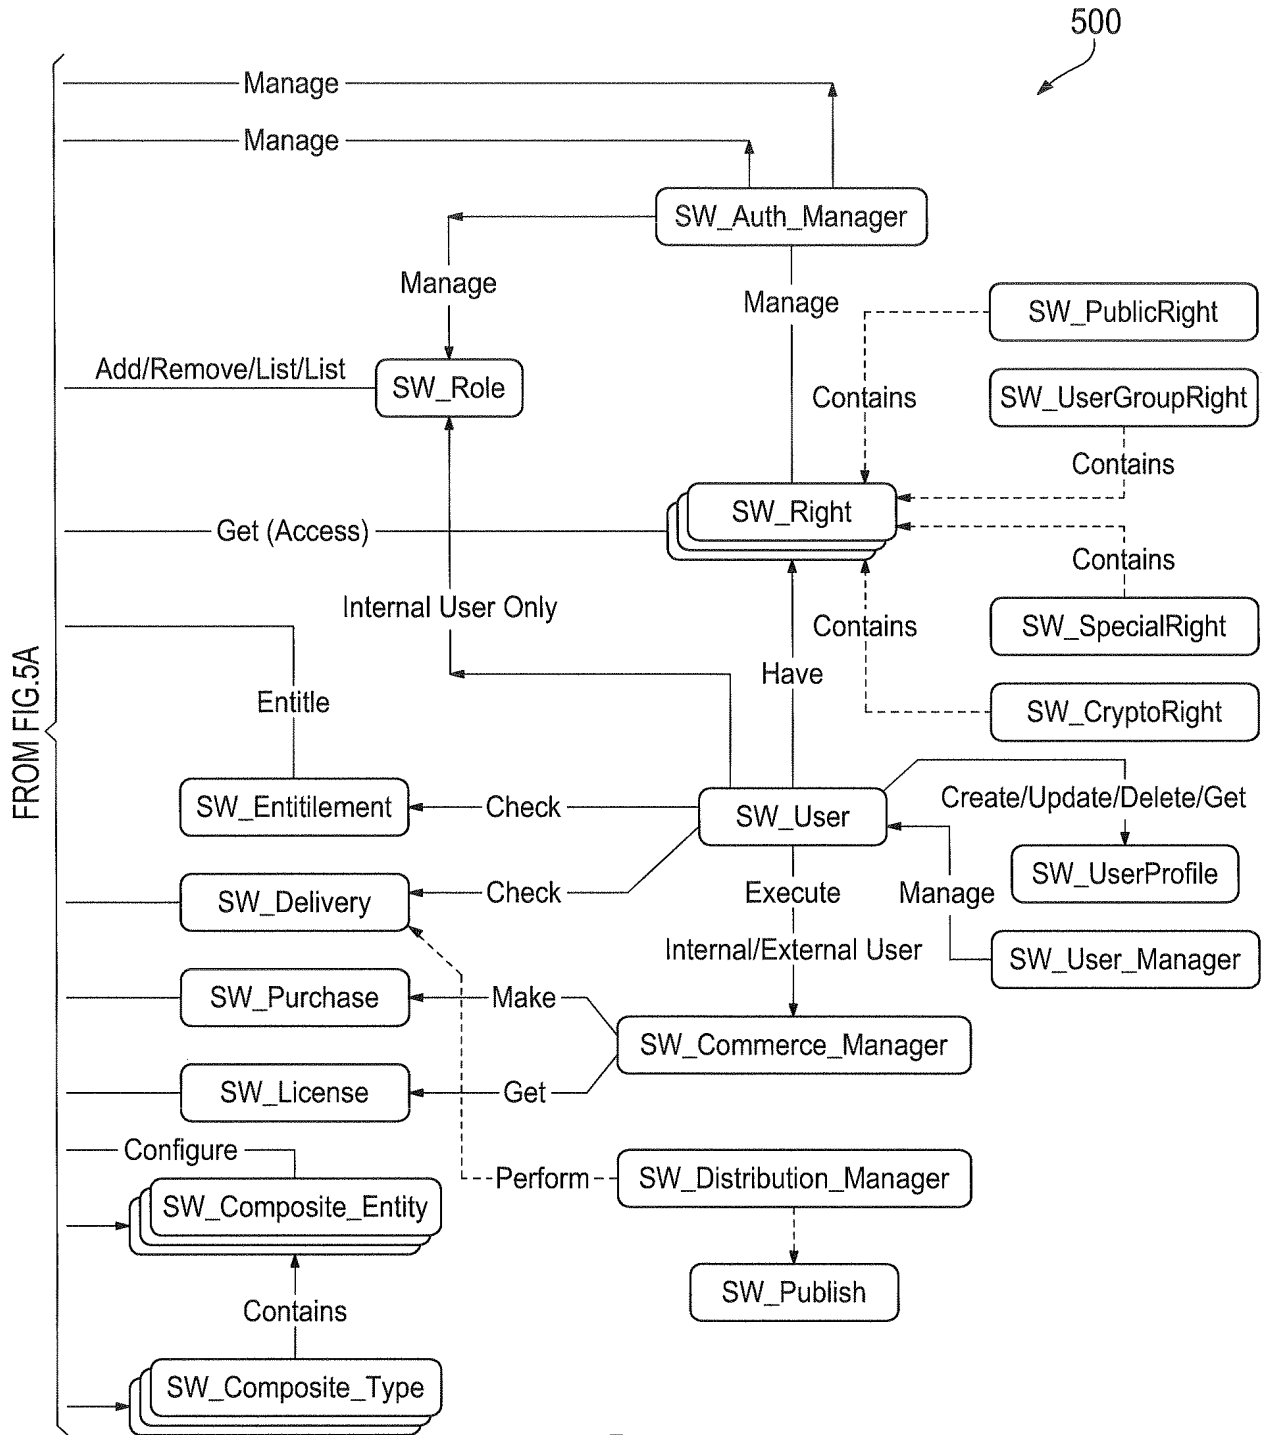 500
Manage
Manage
SW_Auth_Manager
Manage
Manage
SW_PublicRight
Add/Remove/List/List
SW_Role
Contains
SW_UserGroupRight
Contains
SW_Right
Get (Access)
Contains
Internal User Only
Contains
SW_SpecialRight
Have
Entitle
SW_CryptoRight
FROM FIG.5A
SW_Entitilement
Check
SW_User
Create/Update/Delete/Get
SW_UserProfile
SW_Delivery
Check
Execute
Manage
Internal/External User
SW_User_Manager
SW_Purchase
Make
SW_Commerce_Manager
SW_License
Get
Configure
Perform
SW_Distribution_Manager
SW_Composite_Entity
SW_Publish
Contains
SW_Composite_Type